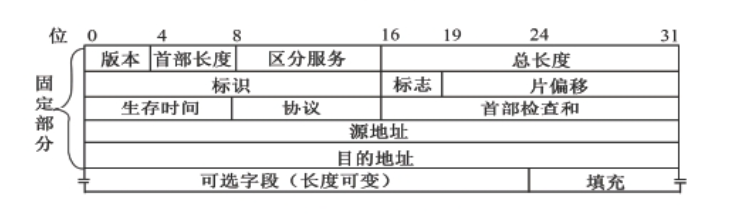 位 0 4 8 16 19 24 31
版本 首部长度 区分服务 总长度
标识 标志 片偏移
生存时间 协议 首部检查和
源地址
目的地址
可选字段（长度可变） 填充
固定部分